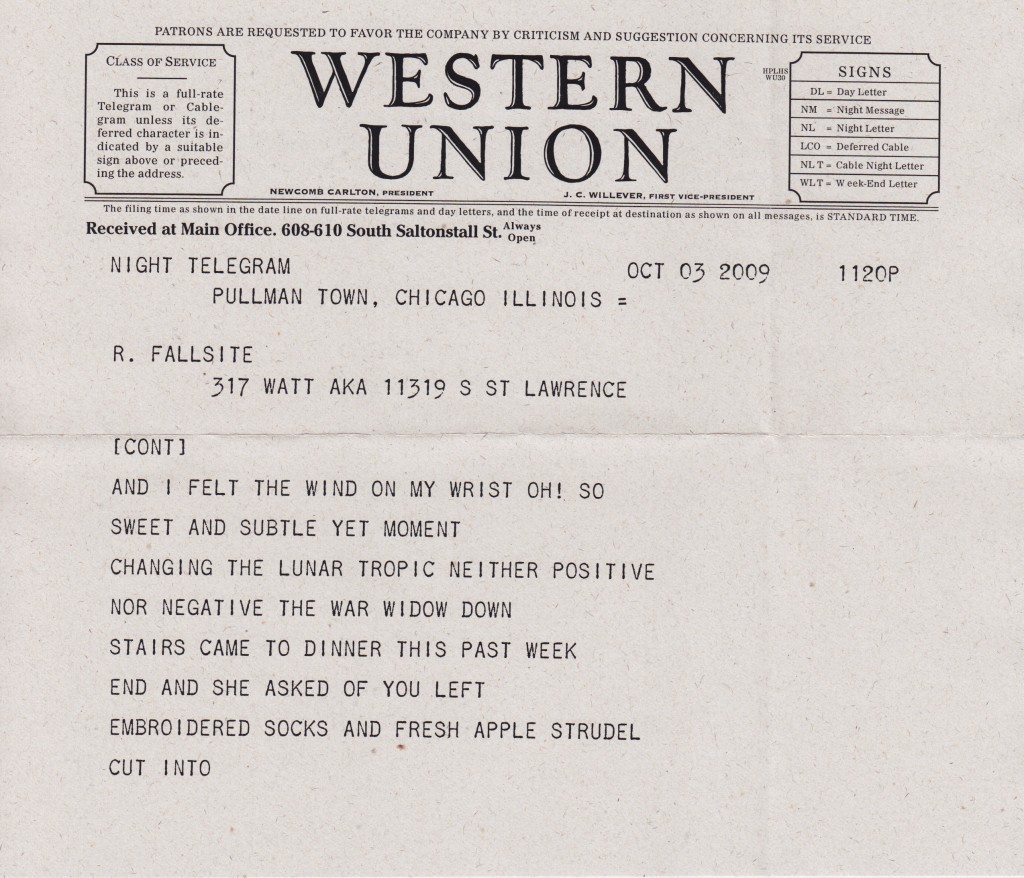 PATRONS ARE REQUESTED TO FAVOR THE COMPANY BY CRITICISM AND SUGGESTION CONCERNING ITS SERVICE
CLASS OF SERVICE
This is a full-rate
Telegram or Cable-
gram unless its de-
ferred character is in-
dicated by a suitable
sign above or preced-
ing the address.
WESTERN
UNION
NEWCOMB CARLTON, PRESIDENT
J. C. WILLEVER, FIRST VICE-PRESIDENT
HPLHS
WU30
SIGNS
DL = Day Letter
NM = Night Message
NL = Night Letter
LCO = Deferred Cable
NLT = Cable Night Letter
WLT = Week-End Letter
The filing time as shown in the date line on full-rate telegrams and day letters, and the time of receipt at destination as shown on all messages, is STANDARD TIME.
Received at Main Office. 608-610 South Saltonstall St. Always Open
NIGHT TELEGRAM OCT 03 2009 1120P
PULLMAN TOWN, CHICAGO ILLINOIS =
R. FALLSITE
317 WATT AKA 11319 S ST LAWRENCE
[CONT]
AND I FELT THE WIND ON MY WRIST OH! SO
SWEET AND SUBTLE YET MOMENT
CHANGING THE LUNAR TROPIC NEITHER POSITIVE
NOR NEGATIVE THE WAR WIDOW DOWN
STAIRS CAME TO DINNER THIS PAST WEEK
END AND SHE ASKED OF YOU LEFT
EMBROIDERED SOCKS AND FRESH APPLE STRUDEL
CUT INTO